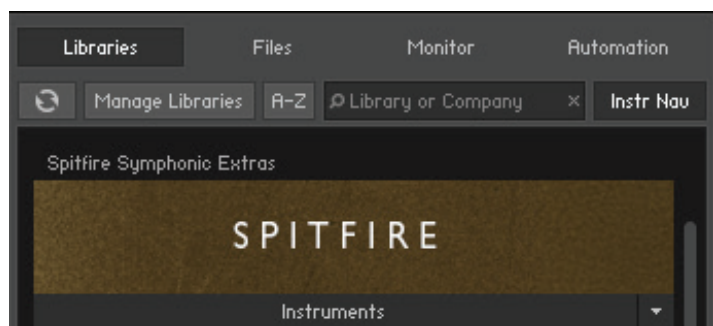 Libraries Files Monitor Automation
Manage Libraries A-Z Library or Company × Instr Nav
Spitfire Symphonic Extras
SPITFIRE
Instruments